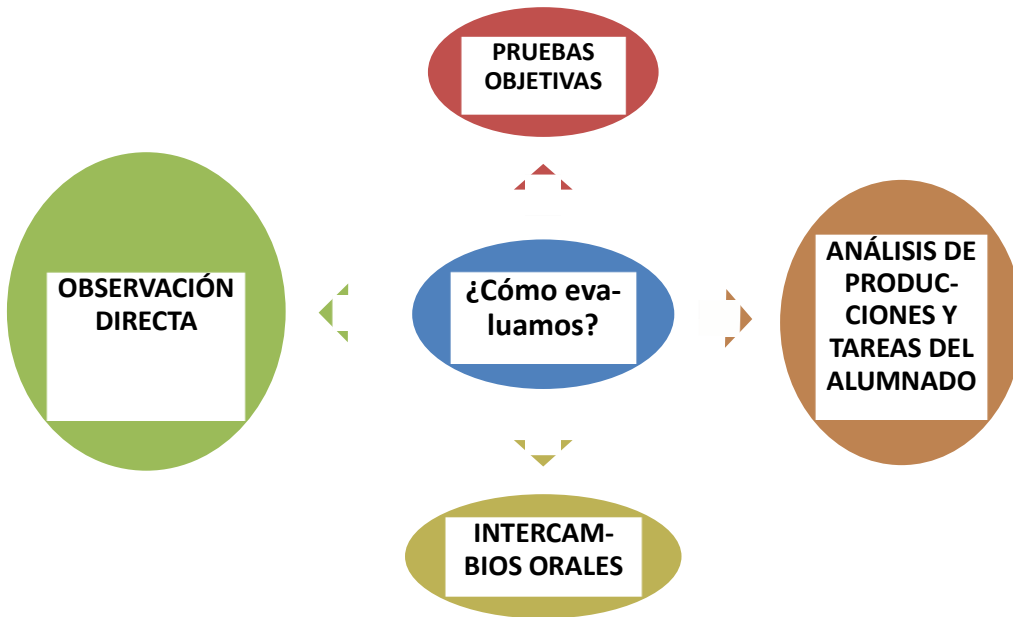 PRUEBAS
OBJETIVAS
OBSERVACIÓN
DIRECTA
¿Cómo eva-
luamos?
ANÁLISIS DE
PRODUC-
CIONES Y
TAREAS DEL
ALUMNADO
INTERCAM-
BIOS ORALES